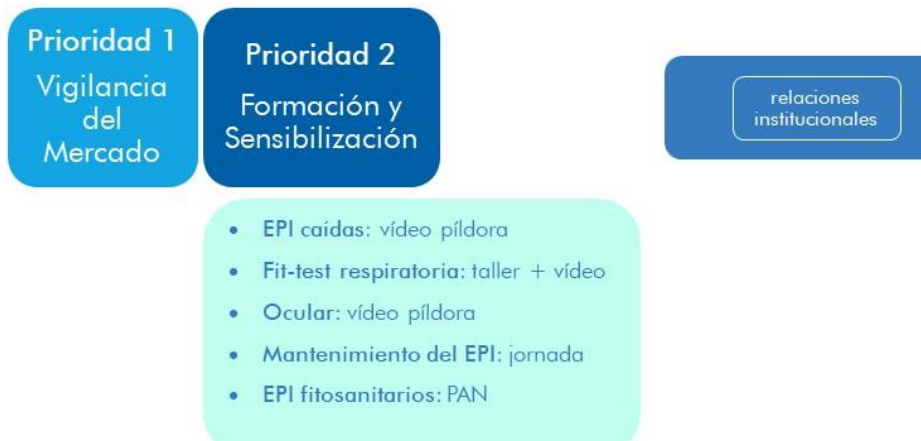 Prioridad 1
Vigilancia
del
Mercado
Prioridad 2
Formación y
Sensibilización
relaciones
institucionales
• EPI caídas: vídeo píldora
• Fit-test respiratoria: taller + vídeo
• Ocular: vídeo píldora
• Mantenimiento del EPI: jornada
• EPI fitosanitarios: PAN